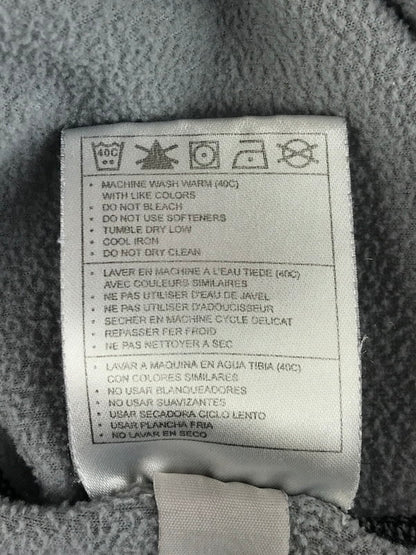 40C
• MACHINE WASH WARM (40C)
WITH LIKE COLORS
• DO NOT BLEACH
• DO NOT USE SOFTENERS
• TUMBLE DRY LOW
• COOL IRON
• DO NOT DRY CLEAN
• LAVER EN MACHINE A L'EAU TIEDE (40C)
AVEC COULEURS SIMILAIRES
• NE PAS UTILISER D'EAU DE JAVEL
• NE PAS UTILISER D'ADOUCISSEUR
• SECHER EN MACHINE CYCLE DELICAT
• REPASSER FER FROID
• NE PAS NETTOYER A SEC
• LAVAR A MAQUINA EN AGUA TIBIA (40C)
CON COLORES SIMILARES
• NO USAR BLANQUEADORES
• NO USAR SUAVIZANTES
• USAR SECADORA CICLO LENTO
• USAR PLANCHA FRIA
• NO LAVAR EN SECO